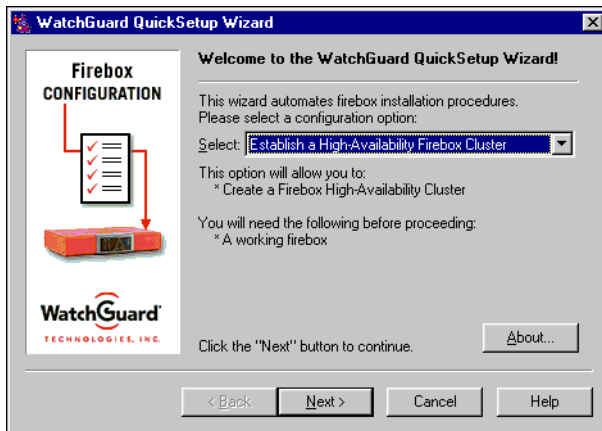 WatchGuard QuickSetup Wizard
Firebox
CONFIGURATION
WatchGuard
TECHNOLOGIES, INC.
Welcome to the WatchGuard QuickSetup Wizard!
This wizard automates firebox installation procedures.
Please select a configuration option:
Select: Establish a High-Availability Firebox Cluster
This option will allow you to:
* Create a Firebox High-Availability Cluster
You will need the following before proceeding:
* A working firebox
Click the "Next" button to continue.
About...
< Back
Next >
Cancel
Help